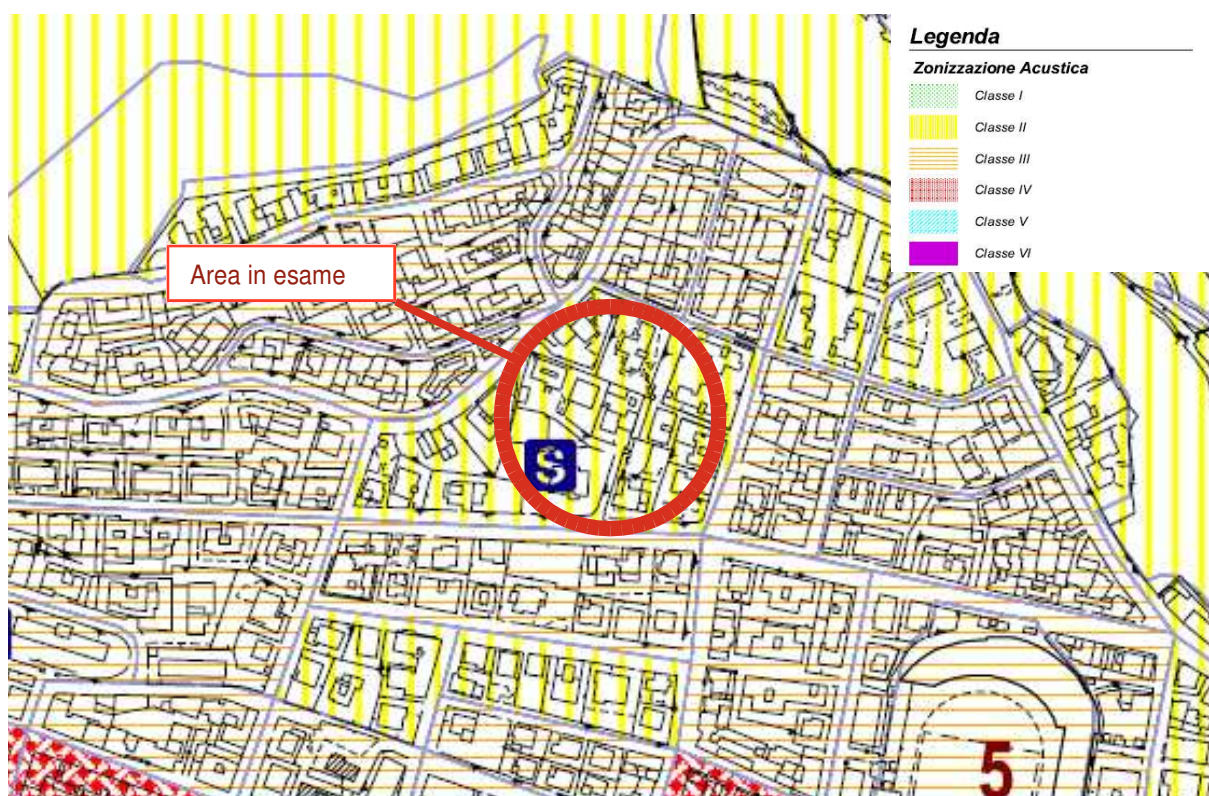 Legenda
Zonizzazione Acustica
Classe I
Classe II
Classe III
Classe IV
Classe V
Classe VI
Area in esame
S
5